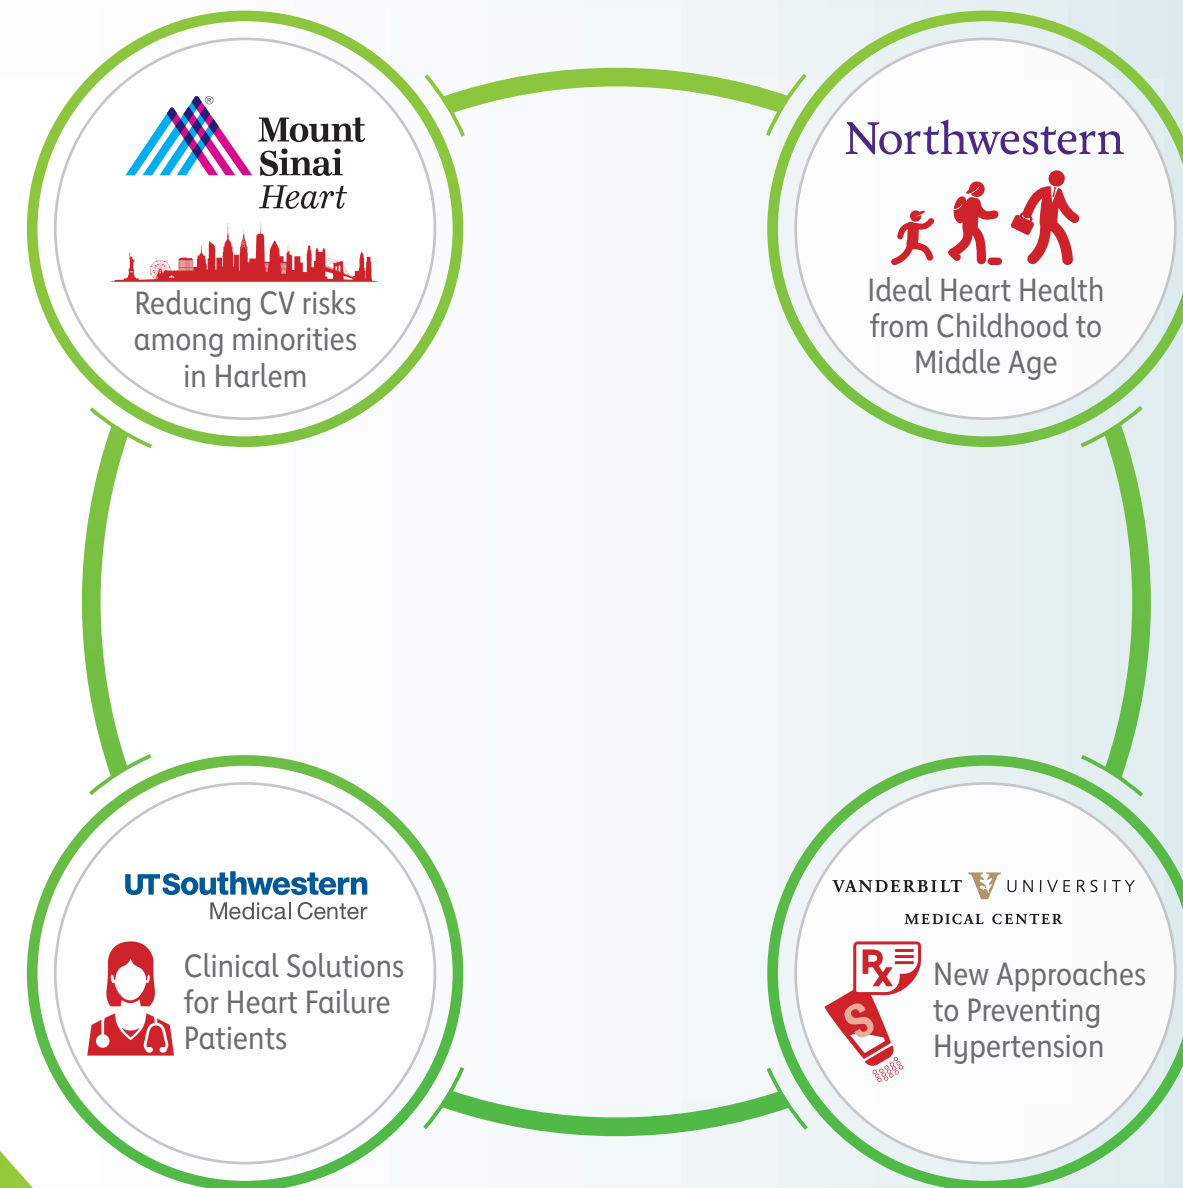 ®
Mount
Sinai
Heart
Reducing CV risks
among minorities
in Harlem
Northwestern
Ideal Heart Health
from Childhood to
Middle Age
UTSouthwestern
Medical Center
Clinical Solutions
for Heart Failure
Patients
VANDERBILT V UNIVERSITY
MEDICAL CENTER
Rx
S
New Approaches
to Preventing
Hypertension